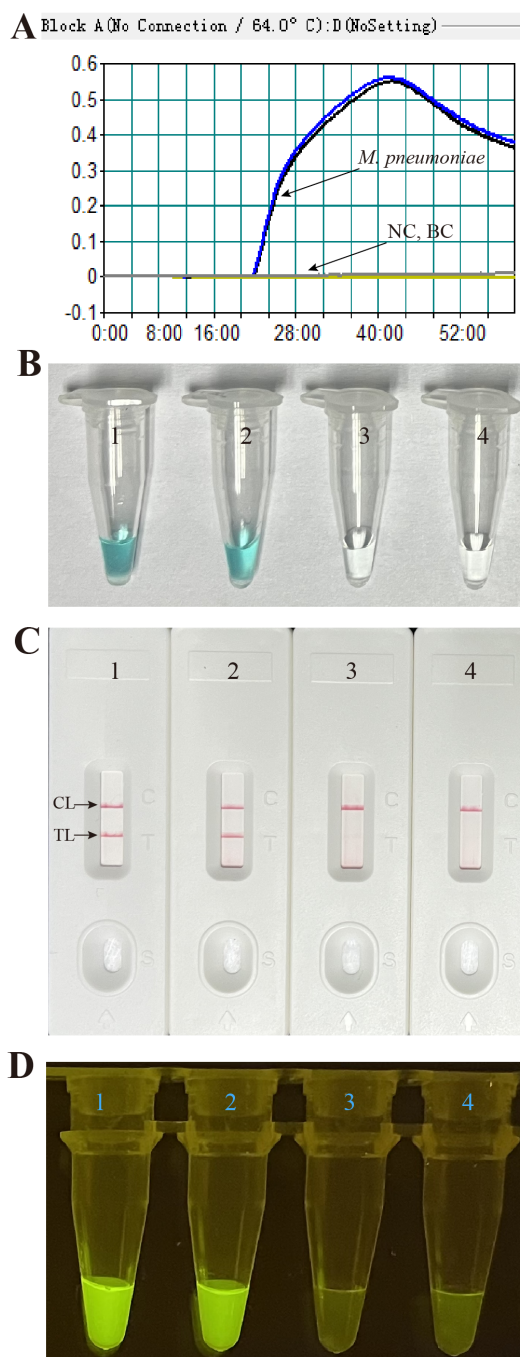 A Block A(No Connection / 64.0° C):D(NoSetting)
0.6
0.5
0.4
0.3
0.2
0.1
0
-0.1
M. pneumoniae
NC, BC
0:00 8:00 16:00 28:00 40:00 52:00
B
1 2 3 4
C
1 2 3 4
CL C C C C
TL T T T T
S S S S
D
1 2 3 4